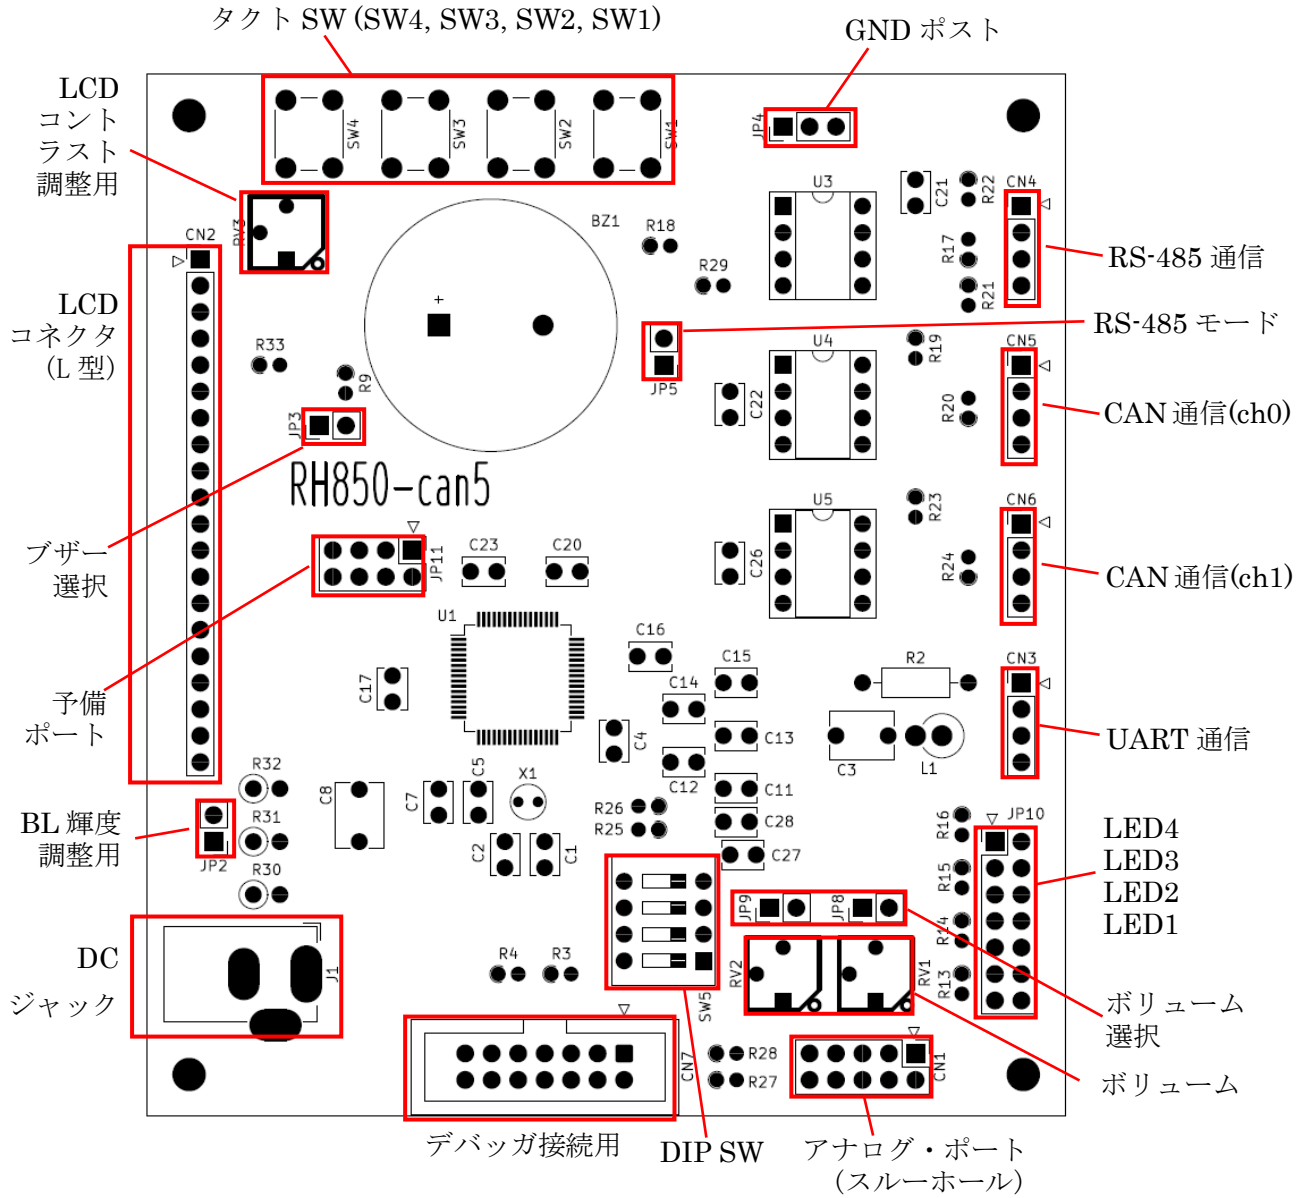 タクト SW (SW4, SW3, SW2, SW1)
GND ポスト
LCD
コント
ラスト
調整用
SW4
SW3
SW2
SW1
JP4
RV3
CN2
BZ1
R18
R29
U3
C21
R22
R17
R21
CN4
RS-485 通信
LCD
コネクタ
(L 型)
+
R33
R9
JP3
JP5
RS-485 モード
U4
C22
R19
R20
CN5
CAN 通信(ch0)
RH850-can5
ブザー
選択
JP11
C23
C20
U5
C26
R23
R24
CN6
CAN 通信(ch1)
U1
C17
C16
C15
C14
C4
C13
C12
C11
C28
C27
R2
C3
L1
CN3
UART 通信
予備
ポート
R32
R31
R30
JP2
BL 輝度
調整用
C8
C7
C5
X1
C2
C1
R26
R25
R16
R15
R14
R13
JP10
LED4
LED3
LED2
LED1
JP9
JP8
RV2
RV1
SW5
R4
R3
DC
ジャック
J1
CN7
R28
R27
CN1
ボリューム
選択
ボリューム
デバッガ接続用
DIP SW
アナログ・ポート
(スルーホール)